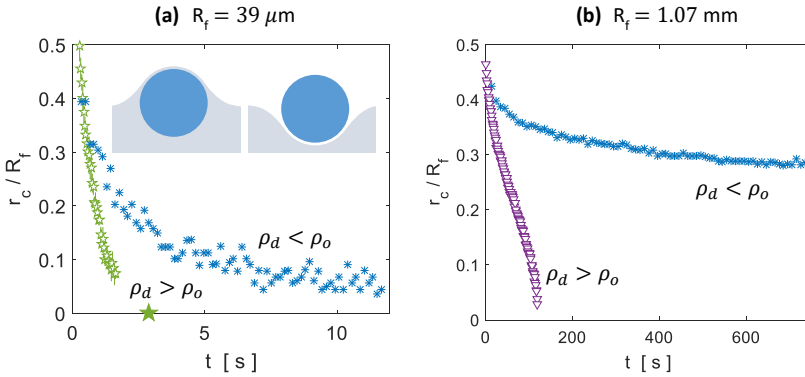 (a) R_f = 39 μm
r_c / R_f
0.5
0.4
0.3
0.2
0.1
0
ρ_d < ρ_o
ρ_d > ρ_o
0
5
10
t [ s ]
(b) R_f = 1.07 mm
r_c / R_f
0.5
0.4
0.3
0.2
0.1
0
ρ_d < ρ_o
ρ_d > ρ_o
0
200
400
600
t [ s ]